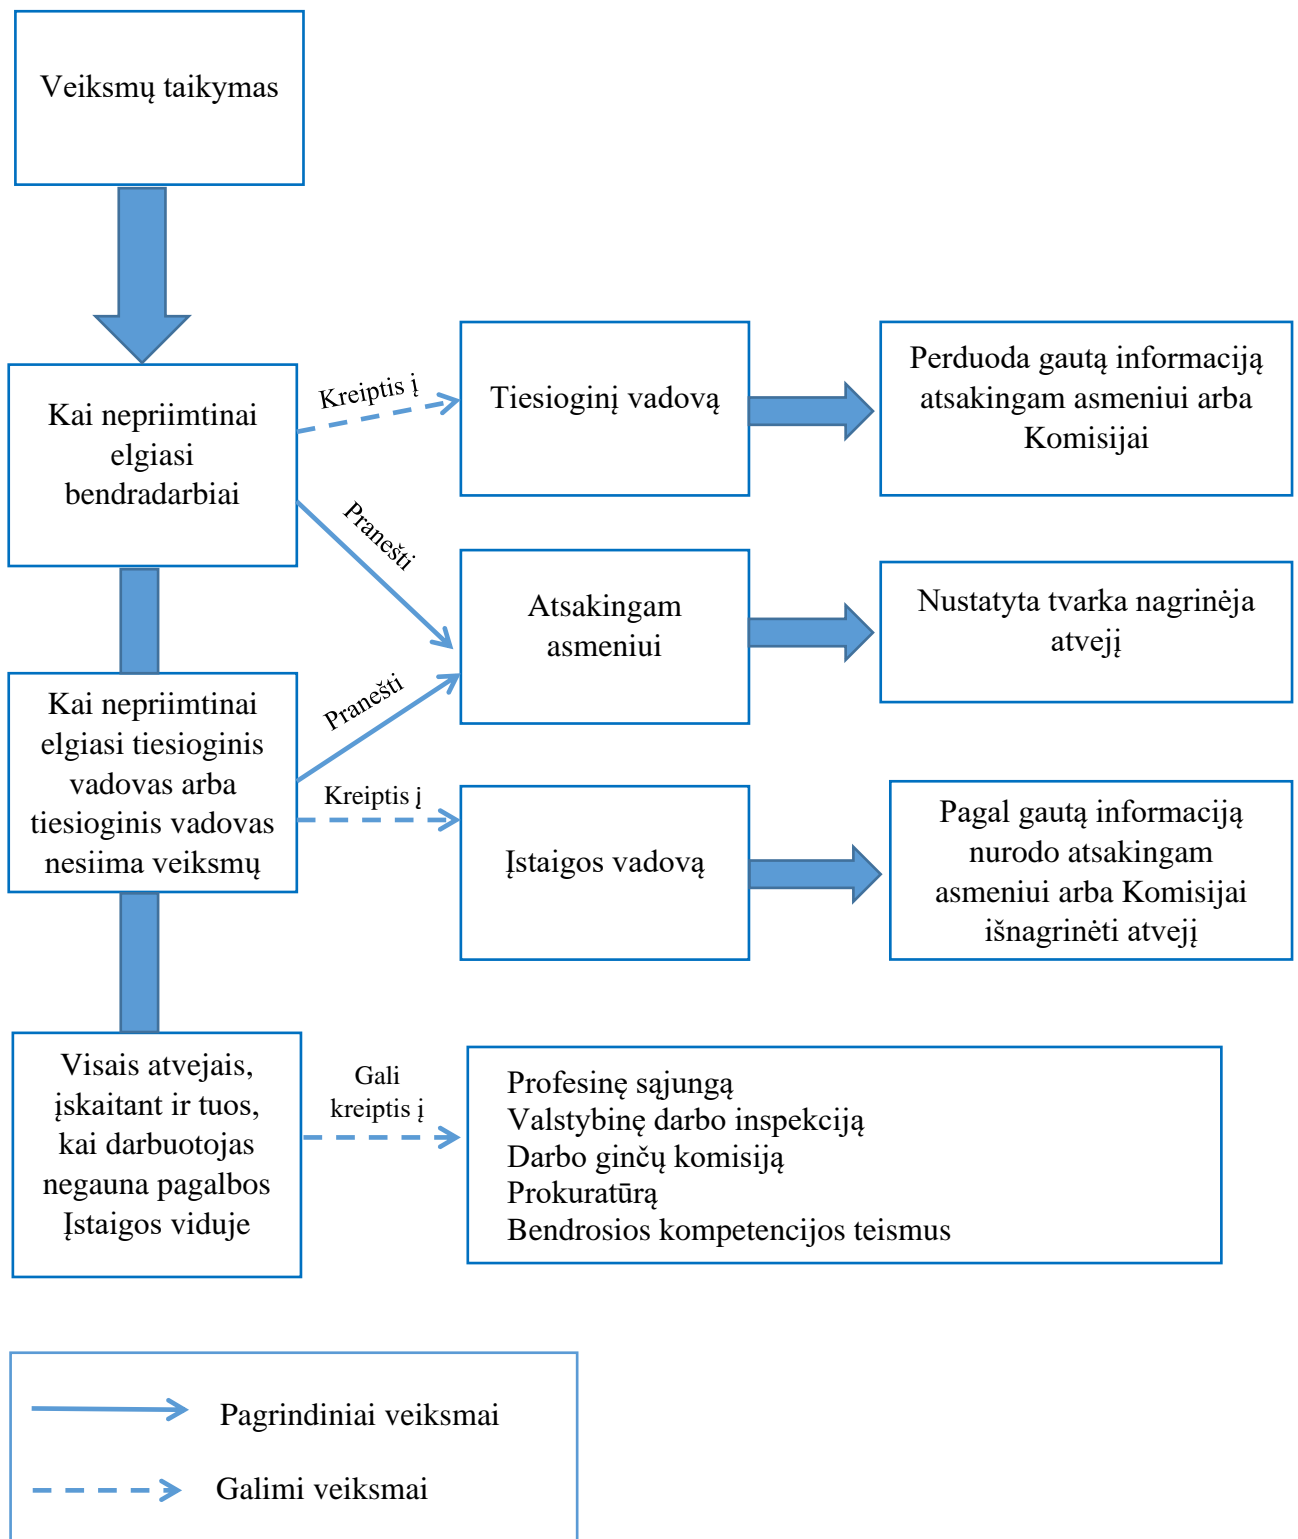 Veiksmų taikymas
Kai nepriimtinai
elgiasi
bendradarbiai
Kreiptis į
Tiesioginį vadovą
Perduoda gautą informaciją
atsakingam asmeniui arba
Komisijai
Pranešti
Atsakingam
asmeniui
Nustatyta tvarka nagrinėja
atvejį
Kai nepriimtinai
elgiasi tiesioginis
vadovas arba
tiesioginis vadovas
nesiima veiksmų
Pranešti
Kreiptis į
Įstaigos vadovą
Pagal gautą informaciją
nurodo atsakingam
asmeniui arba Komisijai
išnagrinėti atvejį
Visais atvejais,
įskaitant ir tuos,
kai darbuotojas
negauna pagalbos
Įstaigos viduje
Gali
kreiptis į
Profesinę sąjungą
Valstybinę darbo inspekciją
Darbo ginčų komisiją
Prokuratūrą
Bendrosios kompetencijos teismus
Pagrindiniai veiksmai
Galimi veiksmai